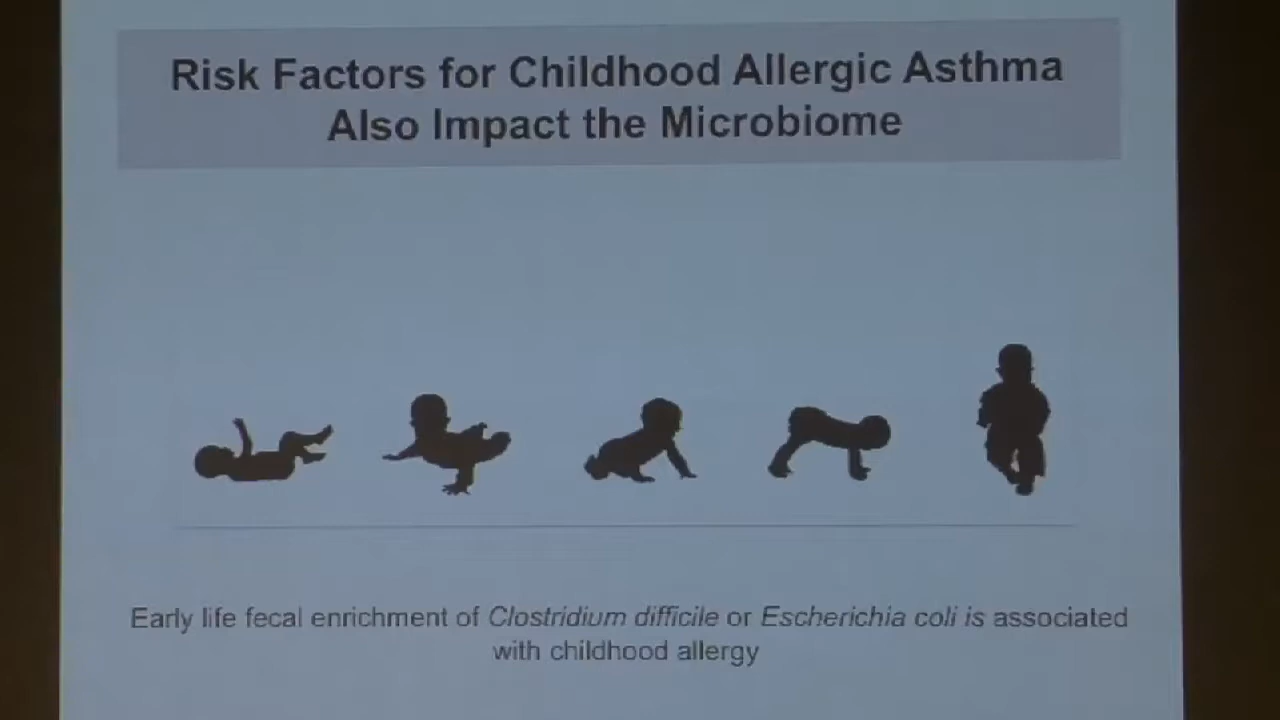 Risk Factors for Childhood Allergic Asthma
Also Impact the Microbiome
Early life fecal enrichment of Clostridium difficile or Escherichia coli is associated
with childhood allergy